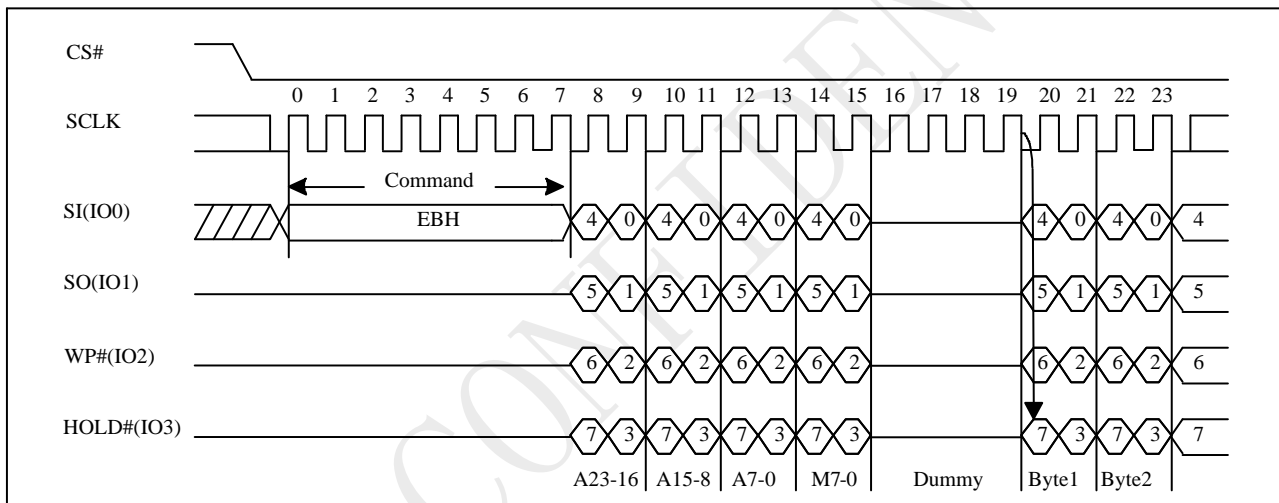 CS#
0 1 2 3 4 5 6 7 8 9 10 11 12 13 14 15 16 17 18 19 20 21 22 23
SCLK
Command
SI(IO0) EBH 4 0 4 0 4 0 4 0 4 0 4 0 4
SO(IO1) 5 1 5 1 5 1 5 1 5 1 5 1 5
WP#(IO2) 6 2 6 2 6 2 6 2 6 2 6 2 6
HOLD#(IO3) 7 3 7 3 7 3 7 3 7 3 7 3 7
A23-16 A15-8 A7-0 M7-0 Dummy Byte1 Byte2
CONFIDEN